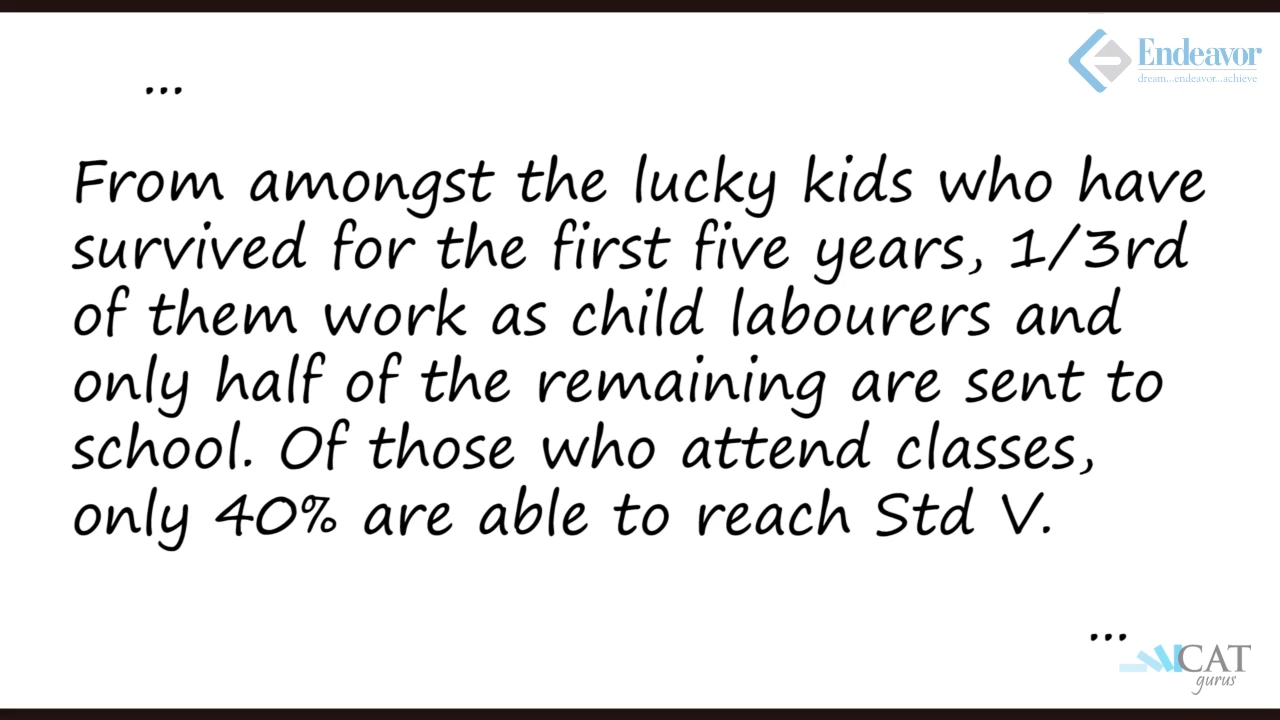 Endeavor
dream...endeavor...achieve
...
From amongst the lucky kids who have
survived for the first five years, 1/3rd
of them work as child labourers and
only half of the remaining are sent to
school. Of those who attend classes,
only 40% are able to reach Std V.
...
CAT
gurus